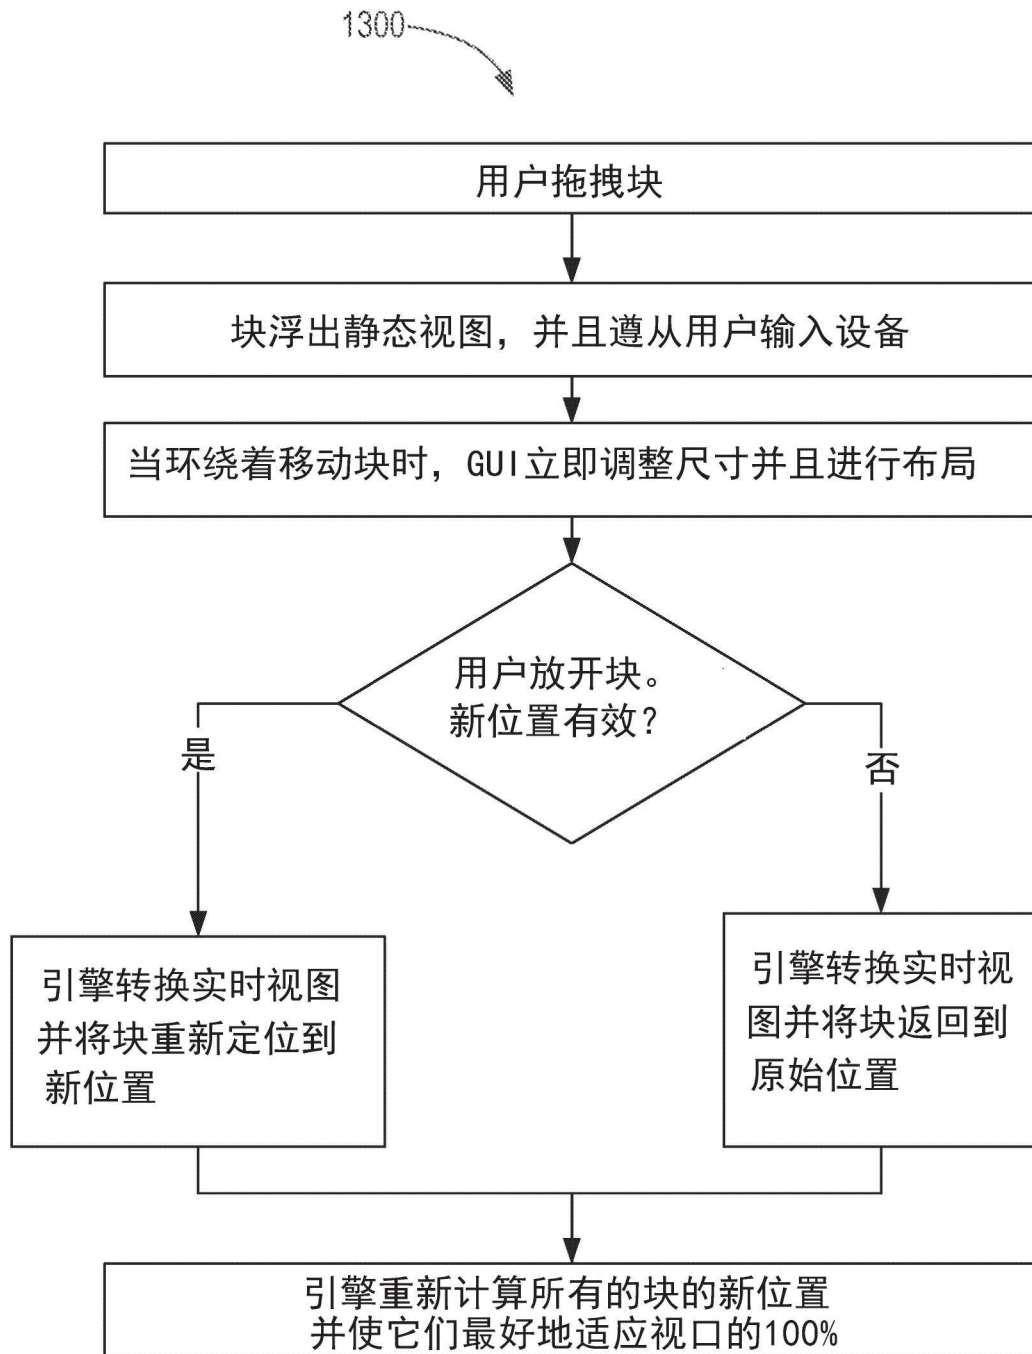 1300
用户拖拽块
块浮出静态视图，并且遵从用户输入设备
当环绕着移动块时，GUI立即调整尺寸并且进行布局
用户放开块。
新位置有效？
是
否
引擎转换实时视图
并将块重新定位到
新位置
引擎转换实时视
图并将块返回到
原始位置
引擎重新计算所有的块的新位置
并使它们最好地适应视口的100%